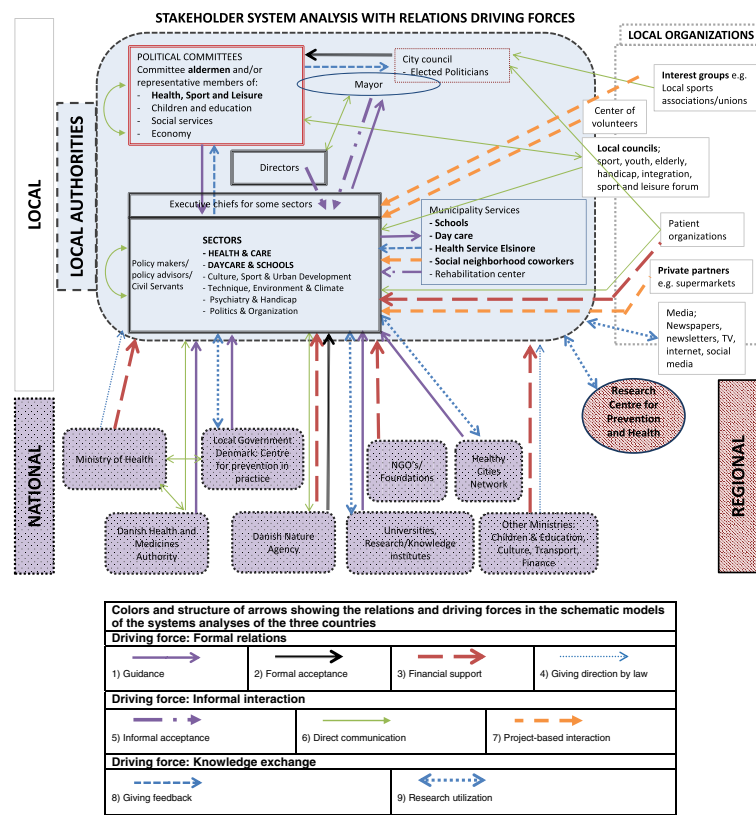 STAKEHOLDER SYSTEM ANALYSIS WITH RELATIONS DRIVING FORCES
LOCAL ORGANIZATIONS
LOCAL
LOCAL AUTHORITIES
POLITICAL COMMITTEES
Committee aldermen and/or
representative members of:
- Health, Sport and Leisure
- Children and education
- Social services
- Economy
City council
- Elected Politicians
Mayor
Directors
Executive chiefs for some sectors
SECTORS
- HEALTH & CARE
- DAYCARE & SCHOOLS
- Culture, Sport & Urban Development
- Technique, Environment & Climate
- Psychiatry & Handicap
- Politics & Organization
Policy makers/
policy advisors/
Civil Servants
Municipality Services
- Schools
- Day care
- Health Service Elsinore
- Social neighborhood coworkers
- Rehabilitation center
Interest groups e.g.
Local sports
associations/unions
Center of
volunteers
Local councils;
sport, youth, elderly,
handicap, integration,
sport and leisure forum
Patient
organizations
Private partners
e.g. supermarkets
Media;
Newspapers,
newsletters, TV,
internet, social
media
NATIONAL
REGIONAL
Research
Centre for
Prevention
and Health
Ministry of Health
Local Government
Denmark: Centre
for prevention in
practice
NGO's/
Foundations
Healthy
Cities
Network
Danish Health and
Medicines
Authority
Danish Nature
Agency
Universities,
Research/Knowledge
institutes
Other Ministries:
Children & Education,
Culture, Transport,
Finance
Colors and structure of arrows showing the relations and driving forces in the schematic models
of the systems analyses of the three countries
Driving force: Formal relations
1) Guidance
2) Formal acceptance
3) Financial support
4) Giving direction by law
Driving force: Informal interaction
5) Informal acceptance
6) Direct communication
7) Project-based interaction
Driving force: Knowledge exchange
8) Giving feedback
9) Research utilization